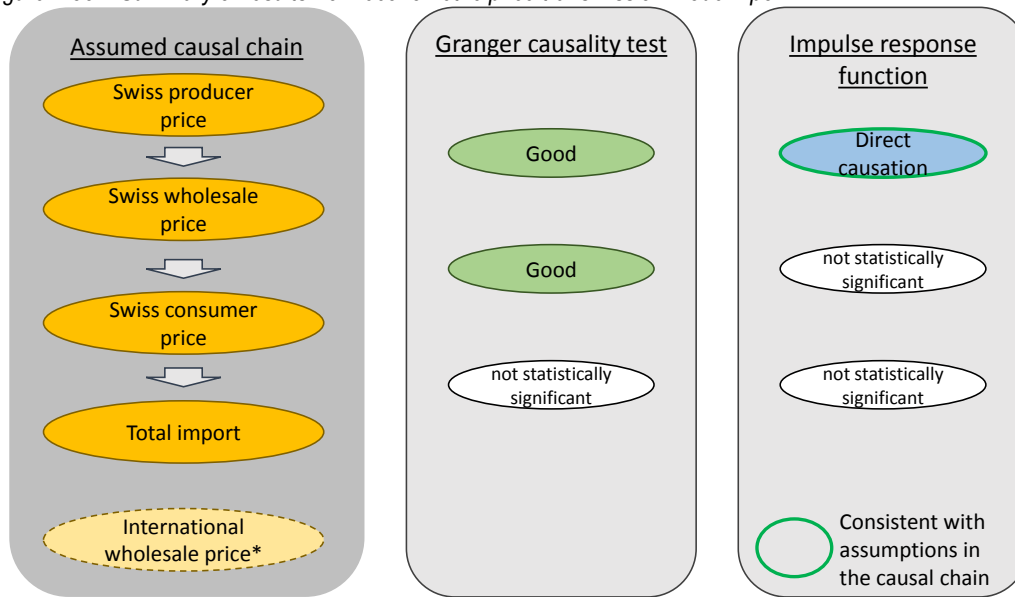 Assumed causal chain
Swiss producer
price
Swiss wholesale
price
Swiss consumer
price
Total import
International
wholesale price*
Granger causality test
Good
Good
not statistically
significant
Impulse response
function
Direct
causation
not statistically
significant
not statistically
significant
Consistent with
assumptions in
the causal chain